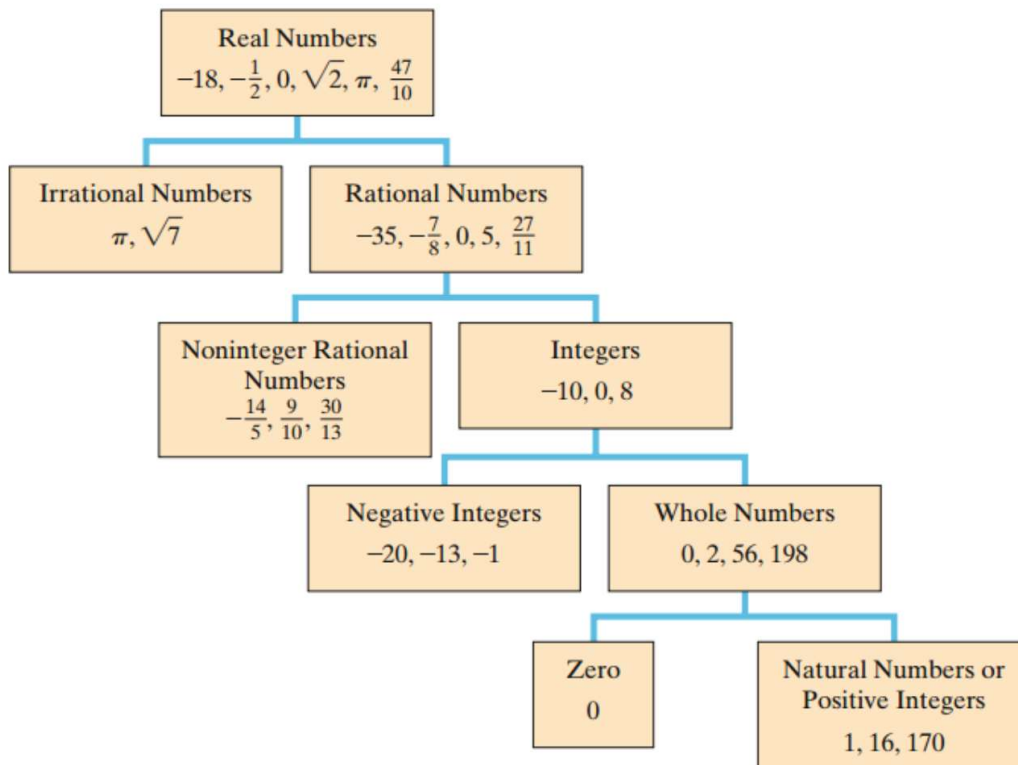 Real Numbers
−18, −1/2, 0, √2, π, 47/10
Irrational Numbers
π, √7
Rational Numbers
−35, −7/8, 0, 5, 27/11
Noninteger Rational
Numbers
−14/5, 9/10, 30/13
Integers
−10, 0, 8
Negative Integers
−20, −13, −1
Whole Numbers
0, 2, 56, 198
Zero
0
Natural Numbers or
Positive Integers
1, 16, 170